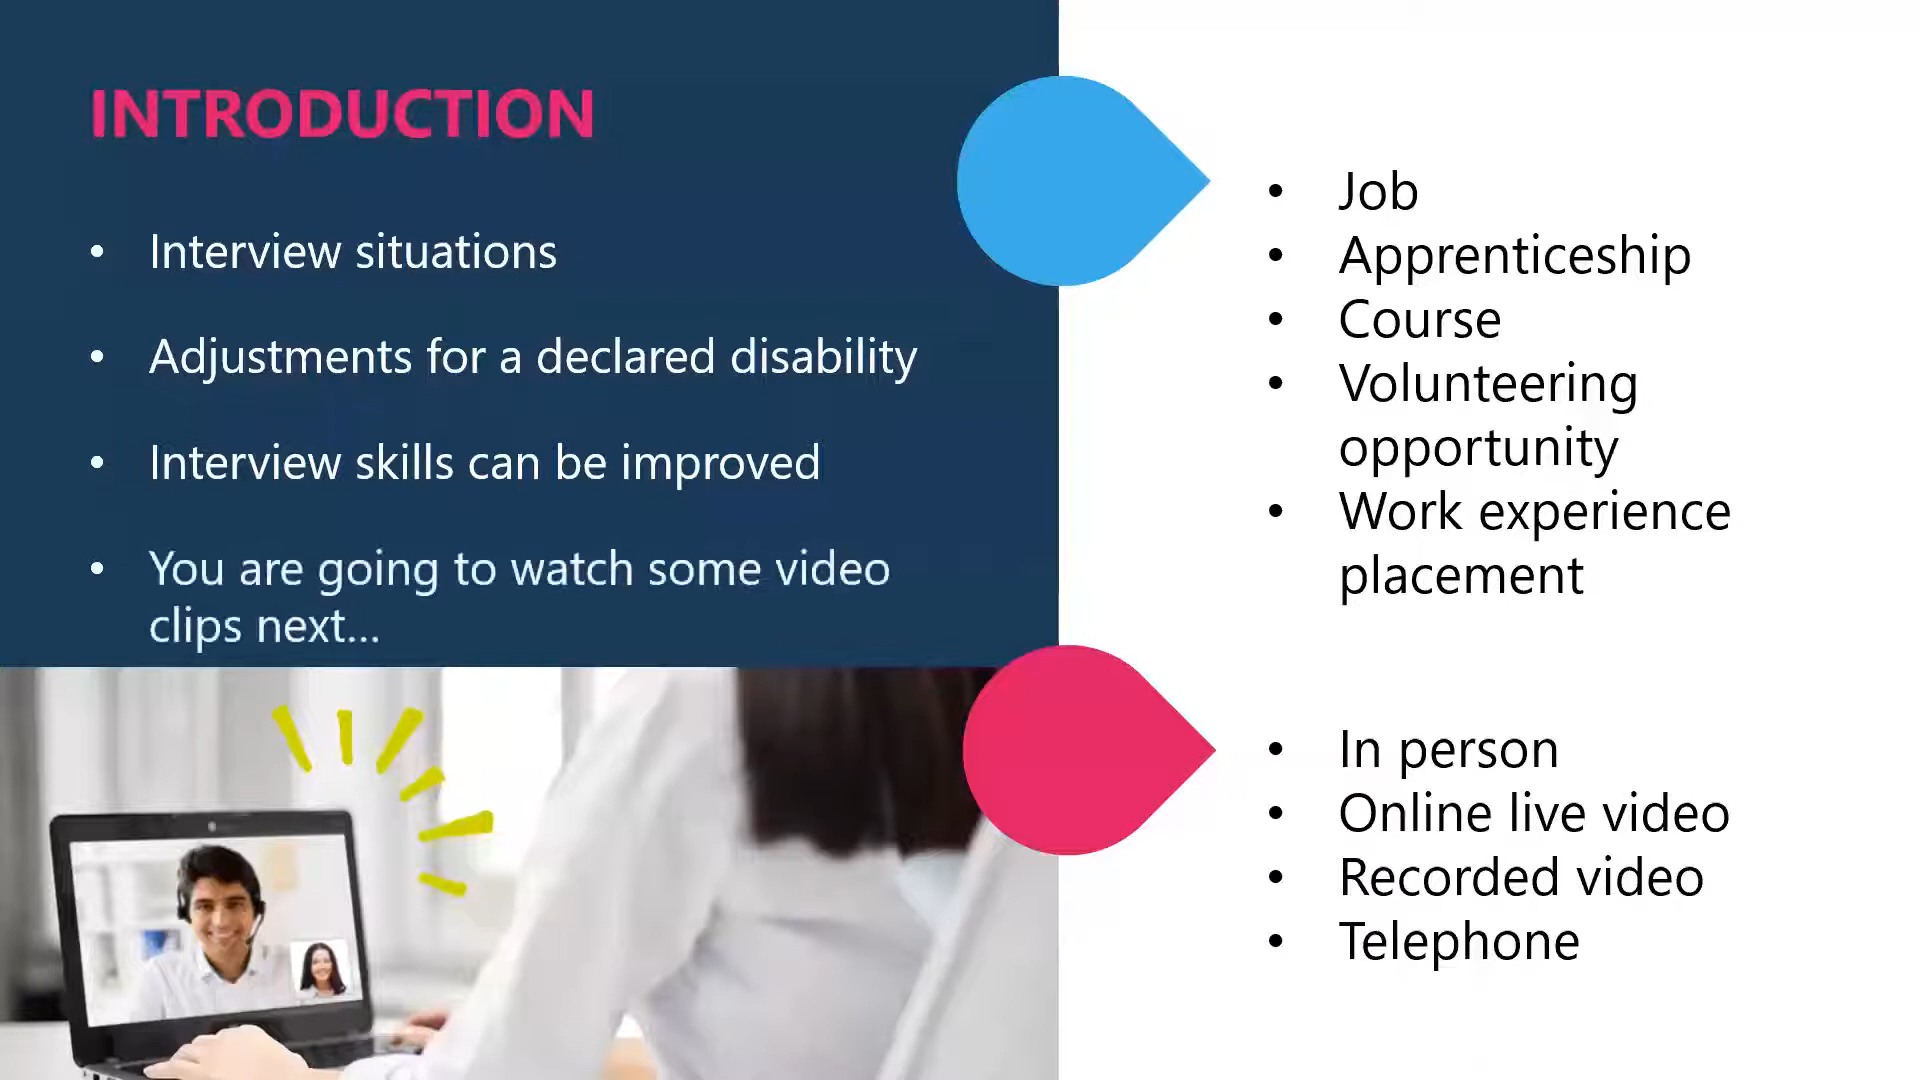 INTRODUCTION
• Interview situations
• Adjustments for a declared disability
• Interview skills can be improved
• You are going to watch some video
clips next...
• Job
• Apprenticeship
• Course
• Volunteering
opportunity
• Work experience
placement
• In person
• Online live video
• Recorded video
• Telephone